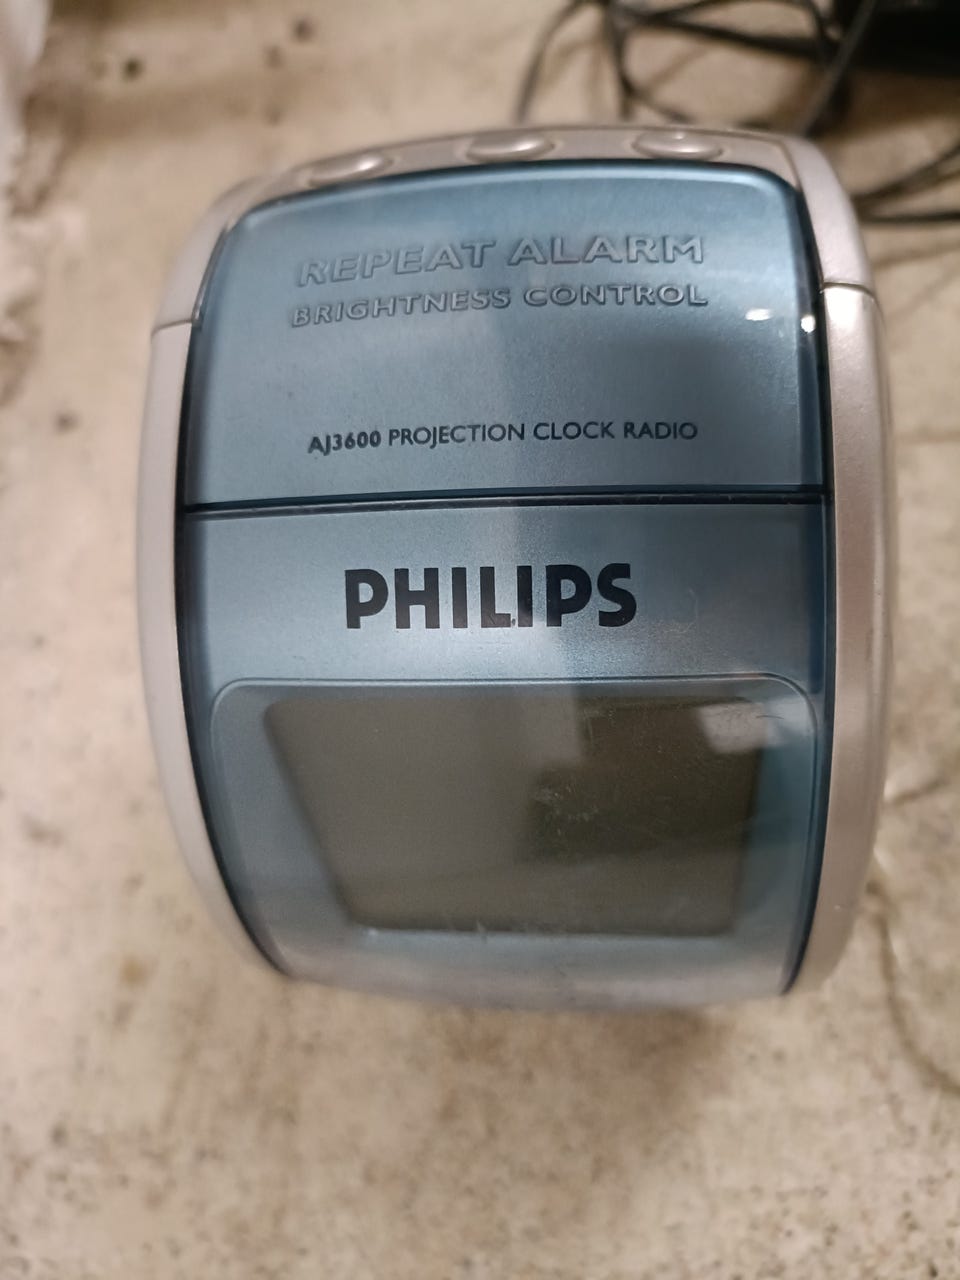 REPEAT ALARM
BRIGHTNESS CONTROL
AJ3600 PROJECTION CLOCK RADIO
PHILIPS